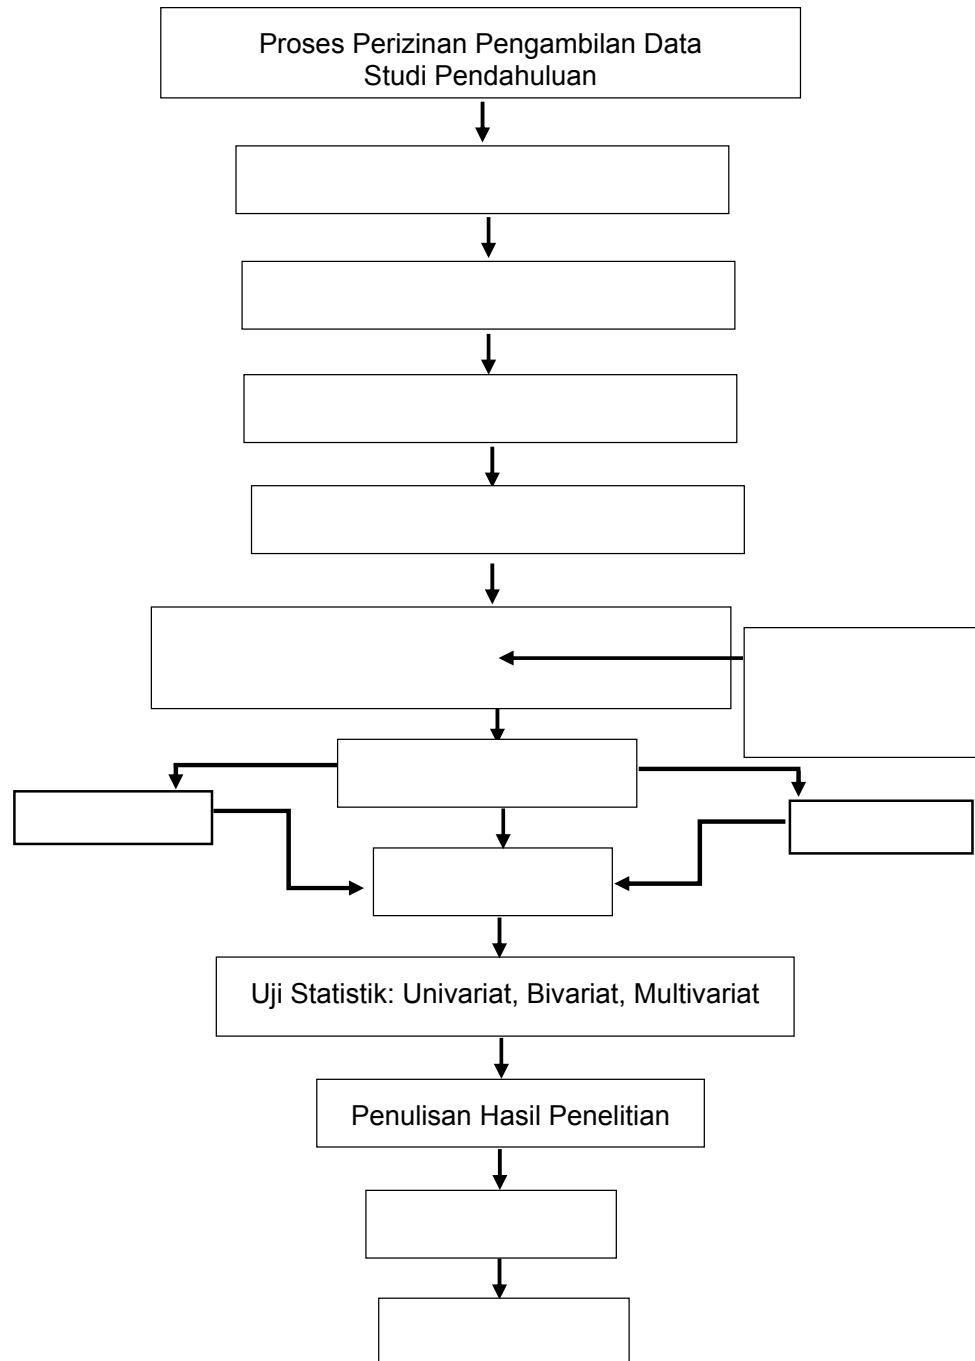 Proses Perizinan Pengambilan Data
Studi Pendahuluan
Uji Statistik: Univariat, Bivariat, Multivariat
Penulisan Hasil Penelitian